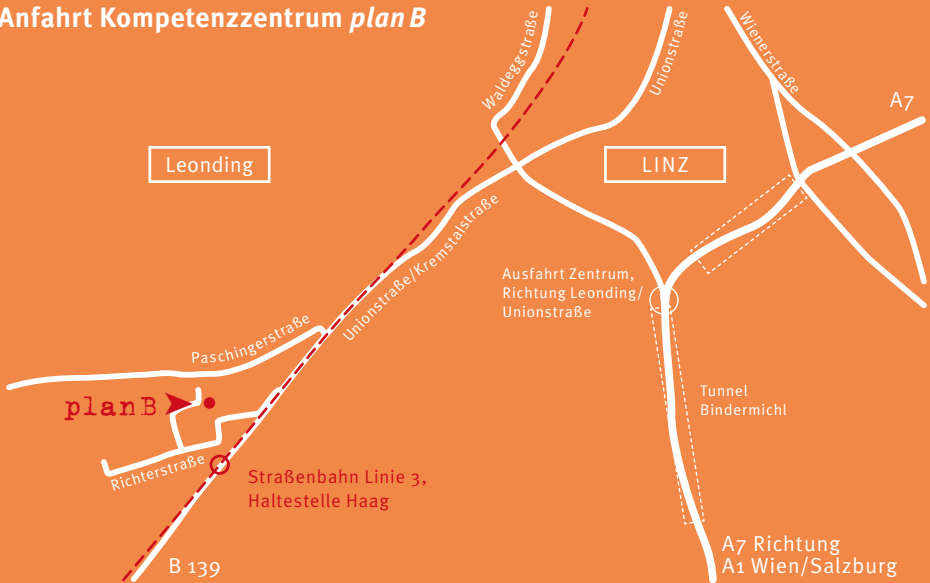 Anfahrt Kompetenzzentrum plan B
Waldeggstraße
Unionstraße
Wienerstraße
A7
Leonding
LINZ
Unionstraße/Kremstalstraße
Ausfahrt Zentrum,
Richtung Leonding/
Unionstraße
Paschingerstraße
planB
Tunnel
Bindermichl
Richterstraße
Straßenbahn Linie 3,
Haltestelle Haag
B 139
A7 Richtung
A1 Wien/Salzburg